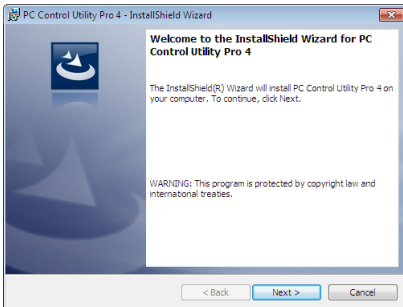 PC Control Utility Pro 4 - InstallShield Wizard
Welcome to the InstallShield Wizard for PC
Control Utility Pro 4
The InstallShield(R) Wizard will install PC Control Utility Pro 4 on
your computer. To continue, click Next.
WARNING: This program is protected by copyright law and
international treaties.
< Back
Next >
Cancel